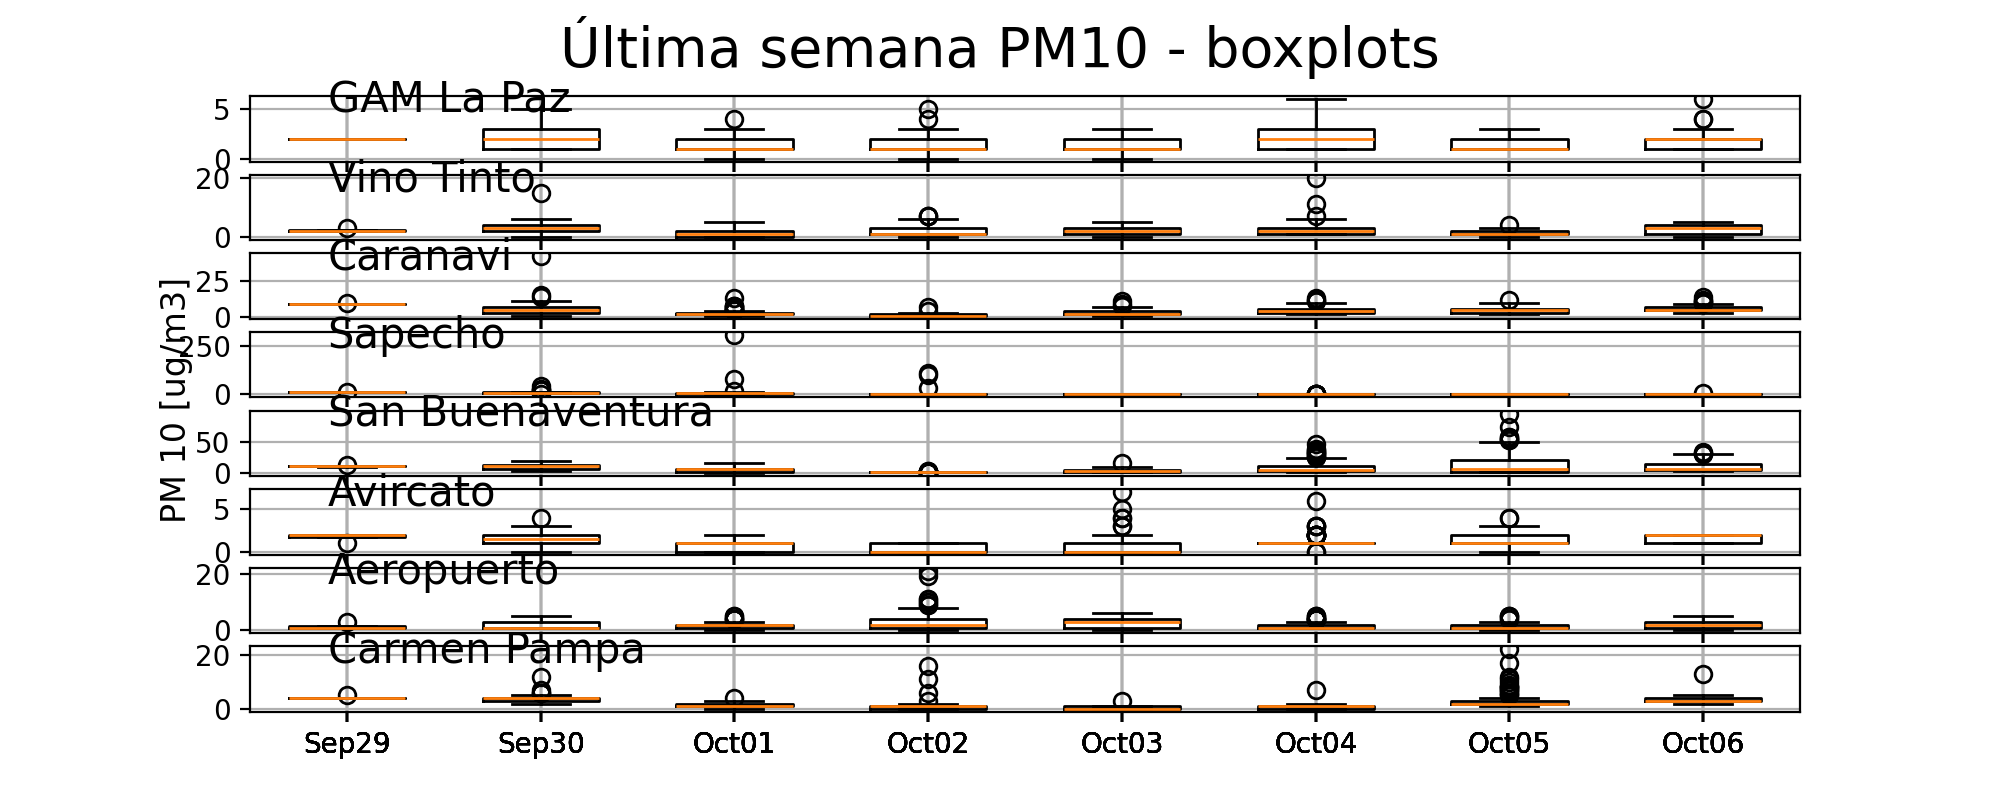 Última semana PM10 - boxplots
GAM La Paz
5
0
Vino Tinto
20
0
Caranavi
25
0
Sapecho
250
0
San Buenaventura
50
0
Avircato
5
0
Aeropuerto
20
0
Carmen Pampa
20
0
PM 10 [ug/m3]
Sep29 Sep30 Oct01 Oct02 Oct03 Oct04 Oct05 Oct06